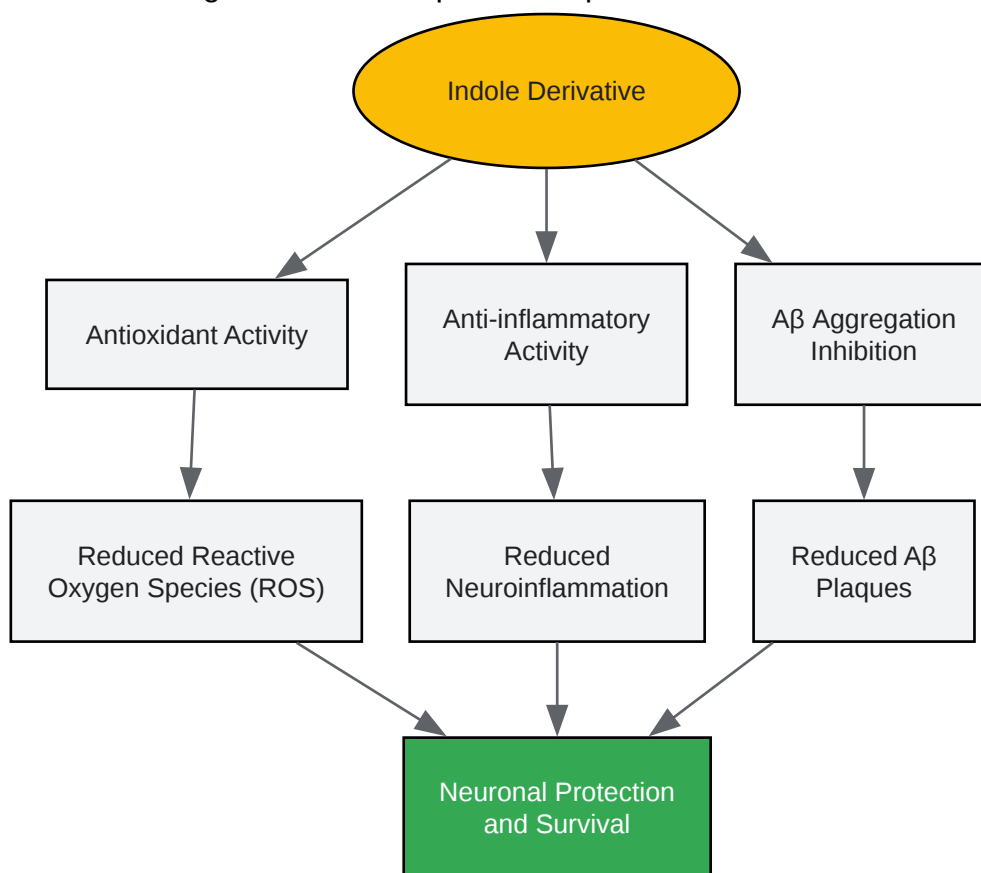 Indole Derivative
Antioxidant Activity
Anti-inflammatory
Activity
Aβ Aggregation
Inhibition
Reduced Reactive
Oxygen Species (ROS)
Reduced
Neuroinflammation
Reduced Aβ
Plaques
Neuronal Protection
and Survival